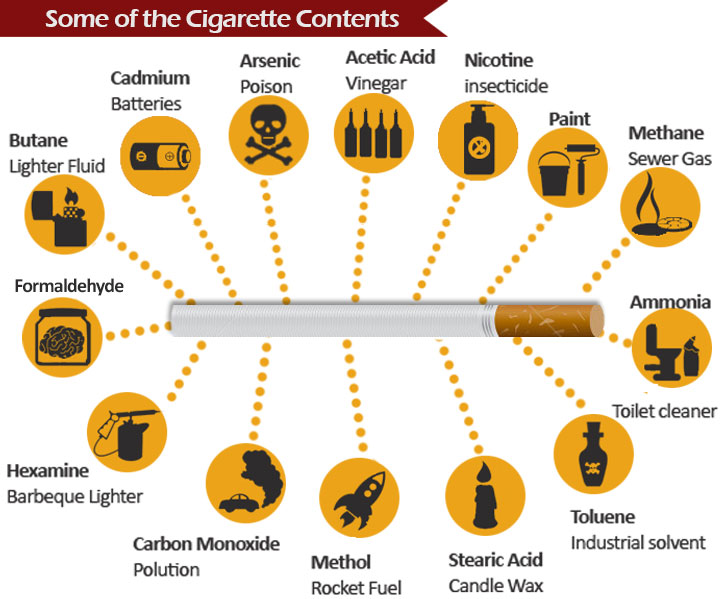 Some of the Cigarette Contents
Cadmium
Batteries
Arsenic
Poison
Acetic Acid
Vinegar
Nicotine
insecticide
Paint
Methane
Sewer Gas
Butane
Lighter Fluid
Formaldehyde
Ammonia
Toilet cleaner
Hexamine
Barbeque Lighter
Carbon Monoxide
Polution
Methol
Rocket Fuel
Stearic Acid
Candle Wax
Toluene
Industrial solvent